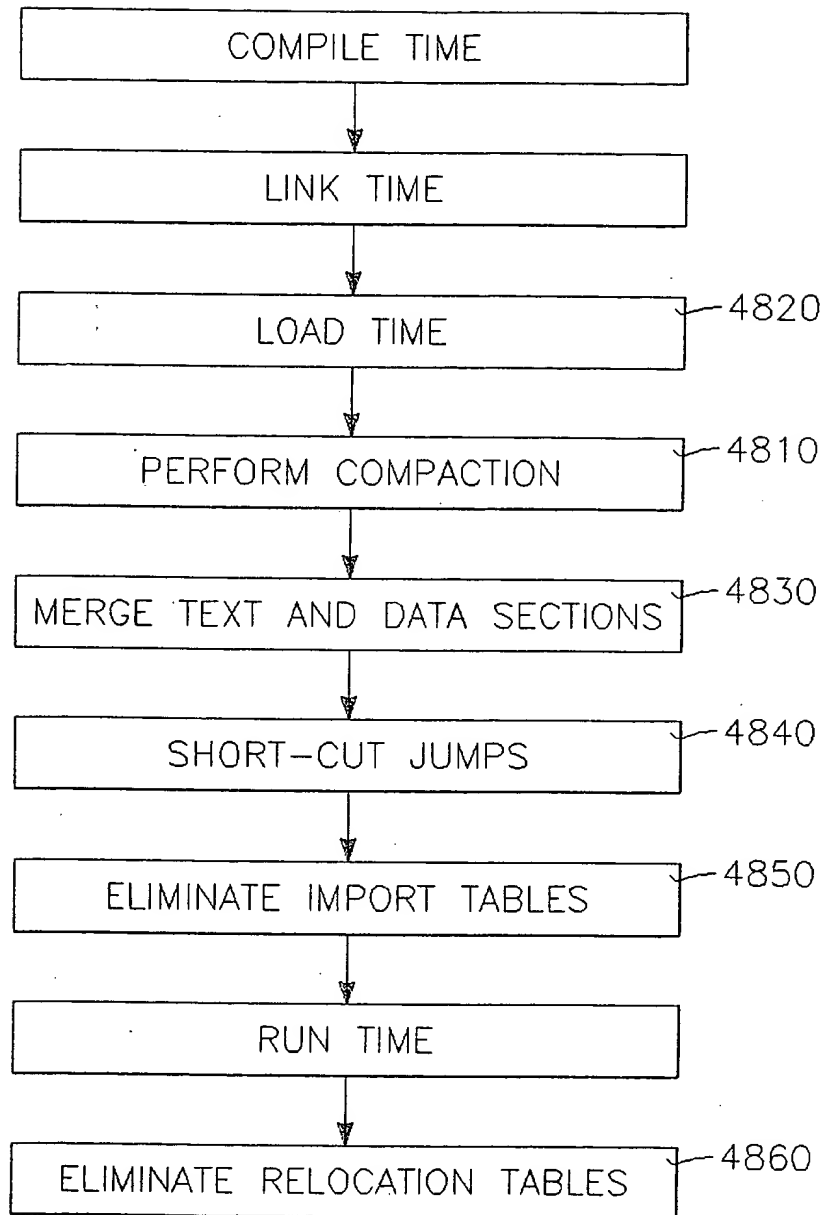 COMPILE TIME
LINK TIME
LOAD TIME 4820
PERFORM COMPACTION 4810
MERGE TEXT AND DATA SECTIONS 4830
SHORT-CUT JUMPS 4840
ELIMINATE IMPORT TABLES 4850
RUN TIME
ELIMINATE RELOCATION TABLES 4860